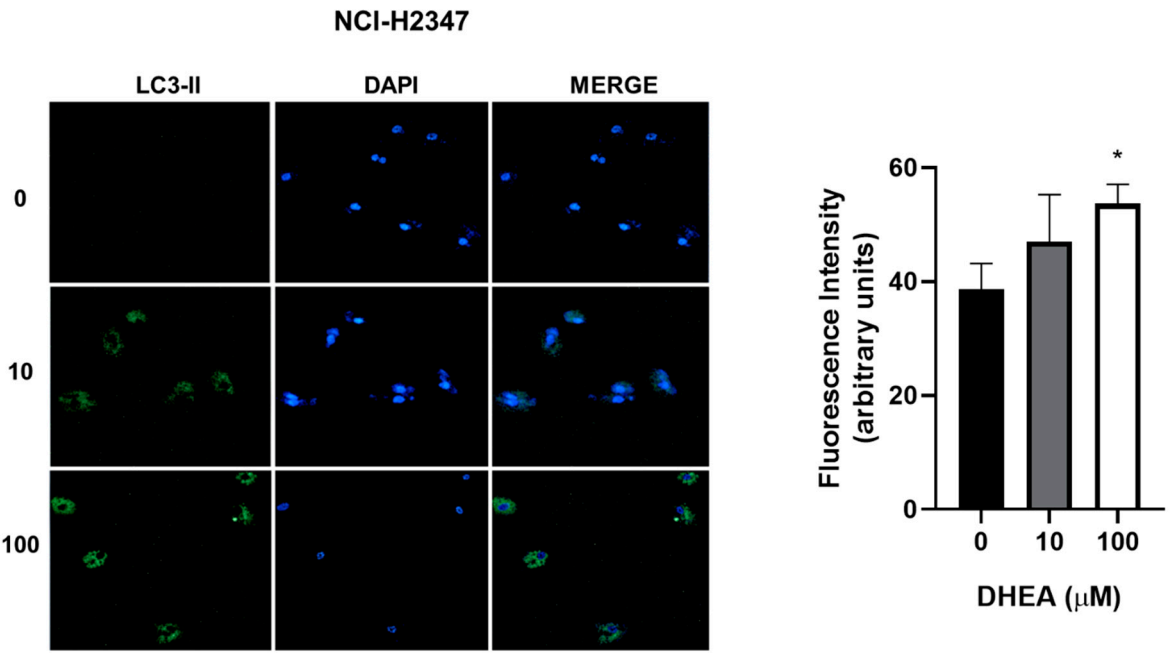 NCI-H2347
LC3-II DAPI MERGE
0
10
100
Fluorescence Intensity
(arbitrary units)
60
40
20
0
*
0 10 100
DHEA (μM)